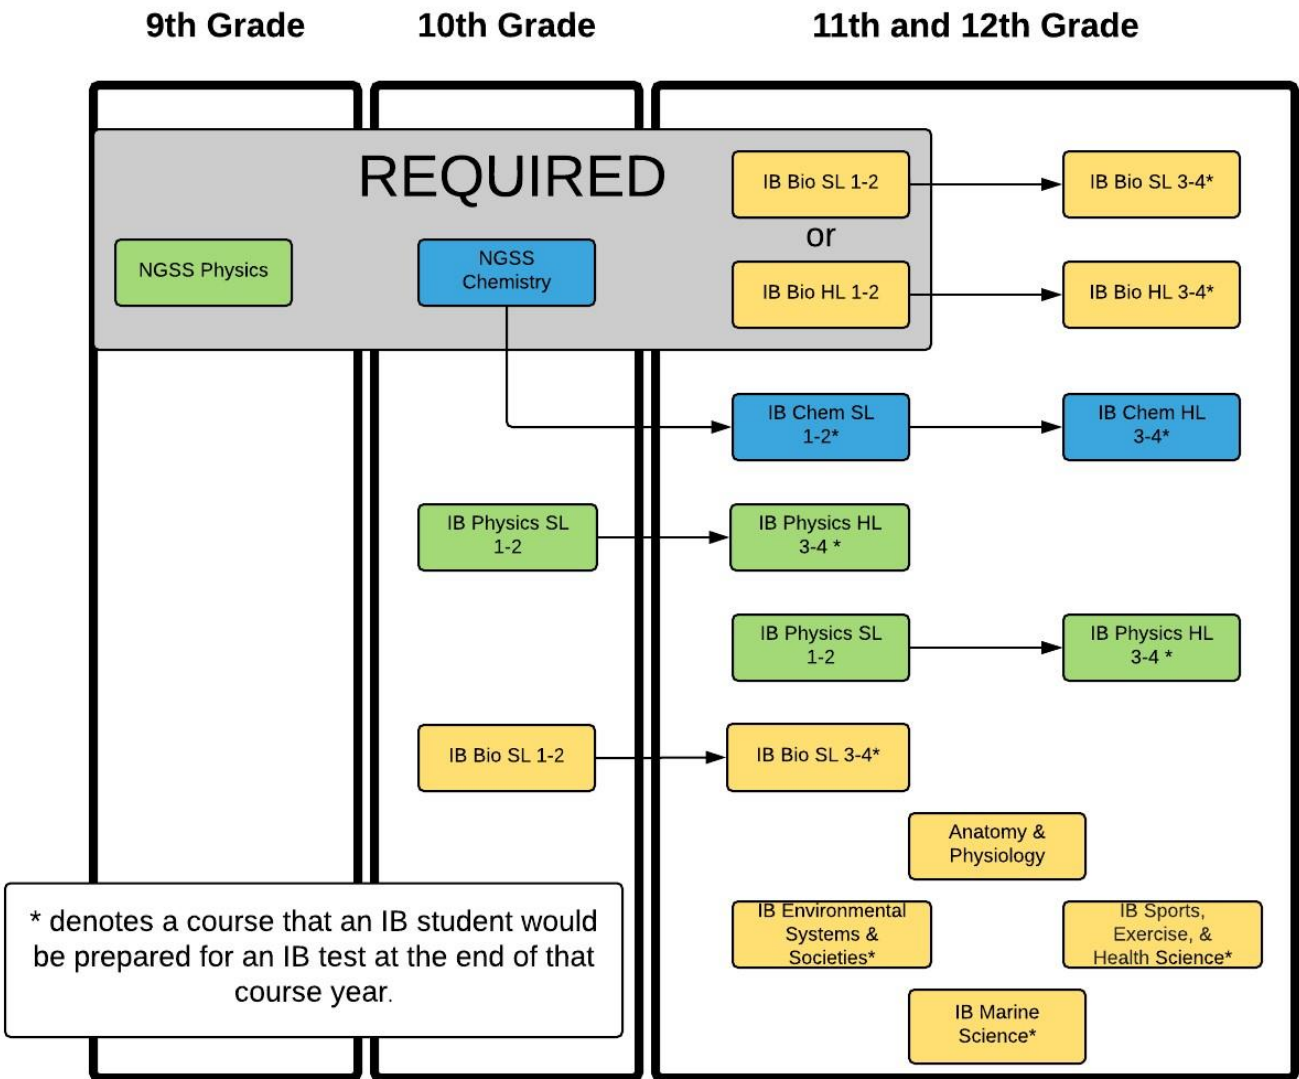 9th Grade
10th Grade
11th and 12th Grade
REQUIRED
IB Bio SL 1-2
IB Bio SL 3-4*
or
NGSS Physics
NGSS
Chemistry
IB Bio HL 1-2
IB Bio HL 3-4*
IB Chem SL
1-2*
IB Chem HL
3-4*
IB Physics SL
1-2
IB Physics HL
3-4 *
IB Physics SL
1-2
IB Physics HL
3-4 *
IB Bio SL 1-2
IB Bio SL 3-4*
Anatomy &
Physiology
* denotes a course that an IB student would
be prepared for an IB test at the end of that
course year.
IB Environmental
Systems &
Societies*
IB Sports,
Exercise, &
Health Science*
IB Marine
Science*